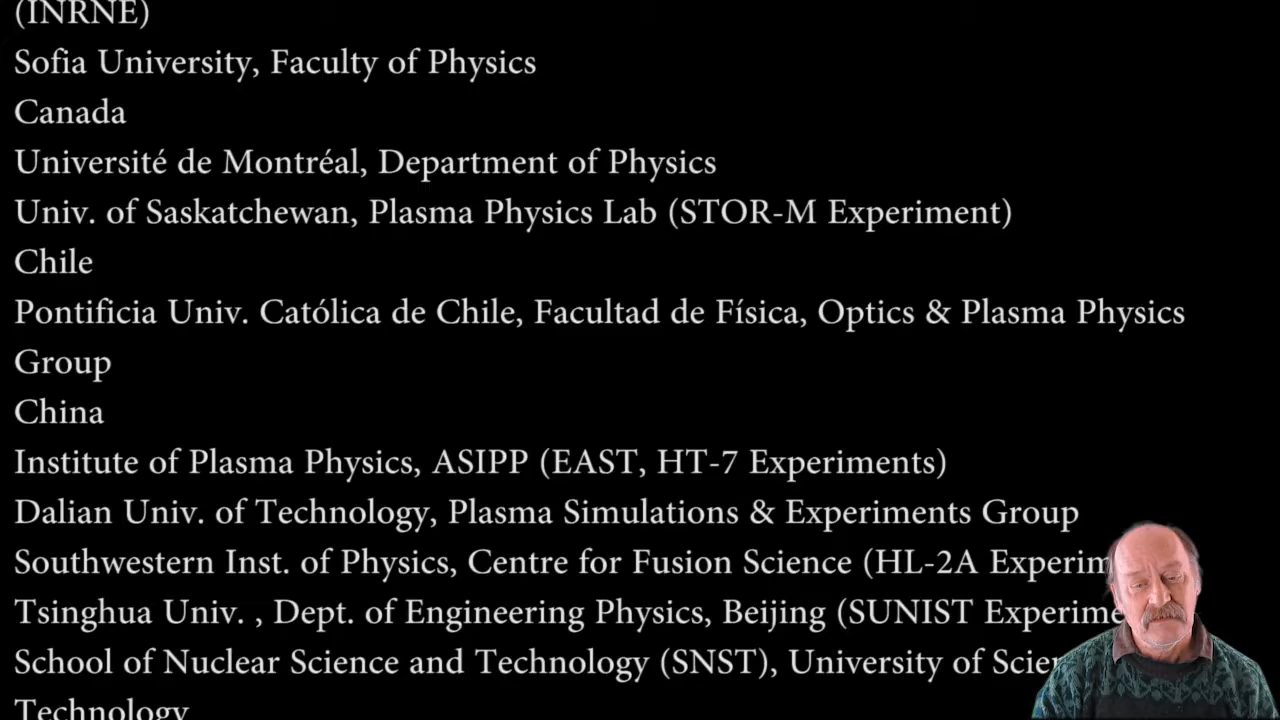 (INRNE)
Sofia University, Faculty of Physics
Canada
Université de Montréal, Department of Physics
Univ. of Saskatchewan, Plasma Physics Lab (STOR-M Experiment)
Chile
Pontificia Univ. Católica de Chile, Facultad de Física, Optics & Plasma Physics
Group
China
Institute of Plasma Physics, ASIPP (EAST, HT-7 Experiments)
Dalian Univ. of Technology, Plasma Simulations & Experiments Group
Southwestern Inst. of Physics, Centre for Fusion Science (HL-2A
Tsinghua Univ. , Dept. of Engineering Physics, Beijing (SUNIST
School of Nuclear Science and Technology (SNST), University of
Technology